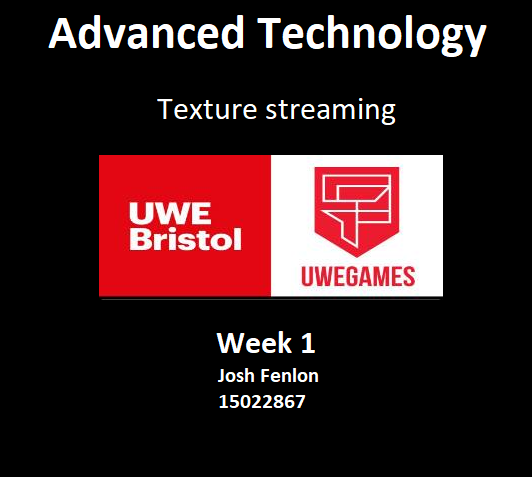 Advanced Technology
Texture streaming
UWE
Bristol
UWEGAMES
Week 1
Josh Fenlon
15022867